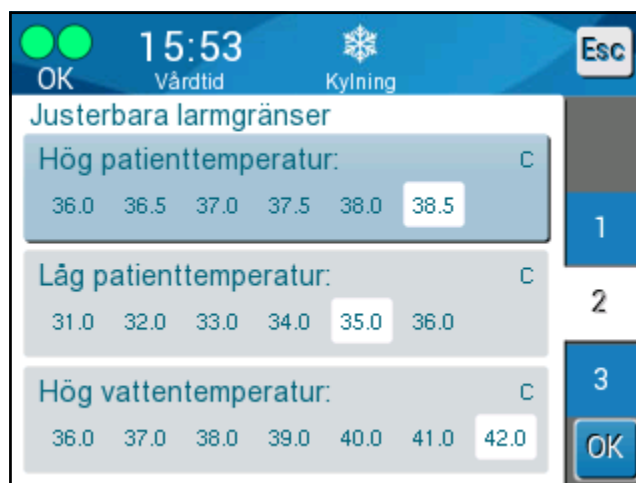 15:53
Esc
OK
Vårdtid
Kylning
Justerbara larmgränser
Hög patienttemperatur: C
36.0 36.5 37.0 37.5 38.0 38.5
1
Låg patienttemperatur: C
31.0 32.0 33.0 34.0 35.0 36.0
2
Hög vattentemperatur: C
36.0 37.0 38.0 39.0 40.0 41.0 42.0
3
OK